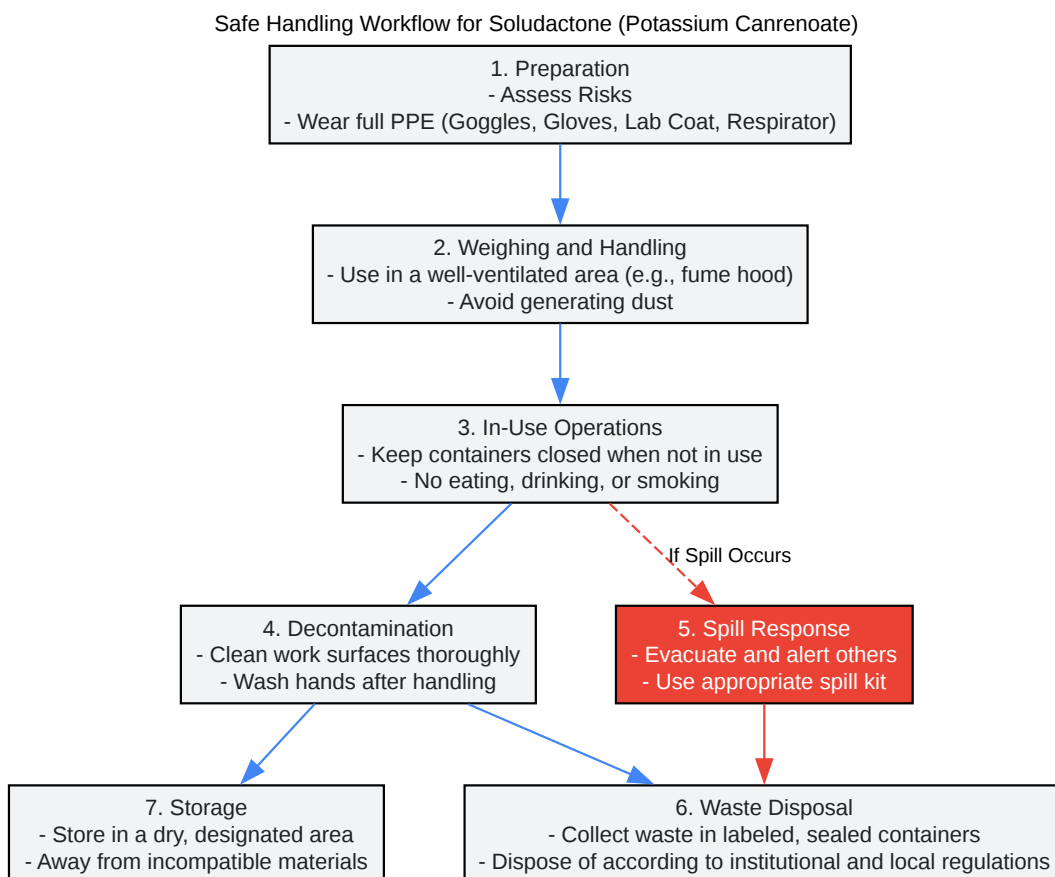 Safe Handling Workflow for Soludactone (Potassium Canrenoate)
1. Preparation
- Assess Risks
- Wear full PPE (Goggles, Gloves, Lab Coat, Respirator)
2. Weighing and Handling
- Use in a well-ventilated area (e.g., fume hood)
- Avoid generating dust
3. In-Use Operations
- Keep containers closed when not in use
- No eating, drinking, or smoking
If Spill Occurs
4. Decontamination
- Clean work surfaces thoroughly
- Wash hands after handling
5. Spill Response
- Evacuate and alert others
- Use appropriate spill kit
7. Storage
- Store in a dry, designated area
- Away from incompatible materials
6. Waste Disposal
- Collect waste in labeled, sealed containers
- Dispose of according to institutional and local regulations